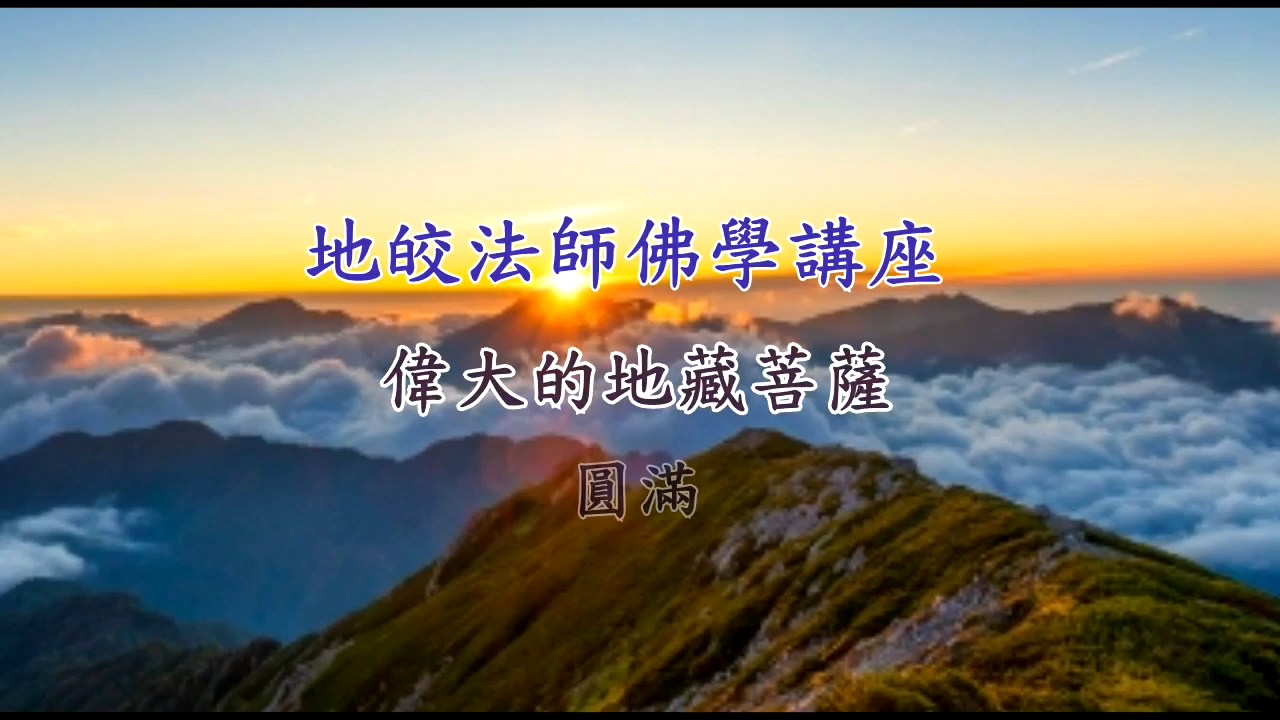 地皎法師佛學講座
偉大的地藏菩薩
圓滿